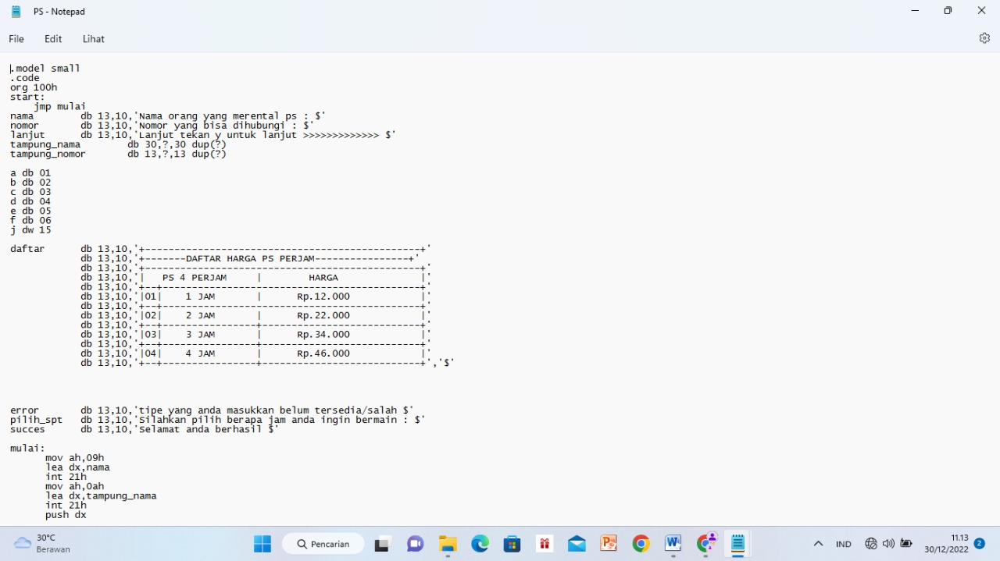 PS - Notepad
File Edit Lihat
.model small
.code
org 100h
start:
    jmp mulai
nama        db 13,10,'Nama orang yang merental ps : $'
nomor       db 13,10,'Nomor yang bisa dihubungi : $'
lanjut      db 13,10,'Lanjut tekan y untuk lanjut >>>>>>>>>>>>> $'
tampung_nama        db 30,?,30 dup(?)
tampung_nomor       db 13,?,13 dup(?)
a db 01
b db 02
c db 03
d db 04
e db 05
f db 06
j dw 15
daftar      db 13,10,'+-----------------------------------------------+'
            db 13,10,'+-------DAFTAR HARGA PS PERJAM----------------+'
            db 13,10,'+-----------------------------------------------+'
            db 13,10,'|   PS 4 PERJAM     |        HARGA              |'
            db 13,10,'+--+--------------------------------------------+'
            db 13,10,'|01|    1 JAM       |      Rp.12.000            |'
            db 13,10,'+--+--------------------------------------------+'
            db 13,10,'|02|    2 JAM       |      Rp.22.000            |'
            db 13,10,'+--+----------------+---------------------------+'
            db 13,10,'|03|    3 JAM       |      Rp.34.000            |'
            db 13,10,'+--+----------------+---------------------------+'
            db 13,10,'|04|    4 JAM       |      Rp.46.000            |'
            db 13,10,'+--+----------------+---------------------------+','$'
error       db 13,10,'tipe yang anda masukkan belum tersedia/salah $'
pilih_spt   db 13,10,'Silahkan pilih berapa jam anda ingin bermain : $'
succes      db 13,10,'Selamat anda berhasil $'
mulai:
      mov ah,09h
      lea dx,nama
      int 21h
      mov ah,0ah
      lea dx,tampung_nama
      int 21h
      push dx
30°C
Berawan
Pencarian
IND
11.13
30/12/2022
2